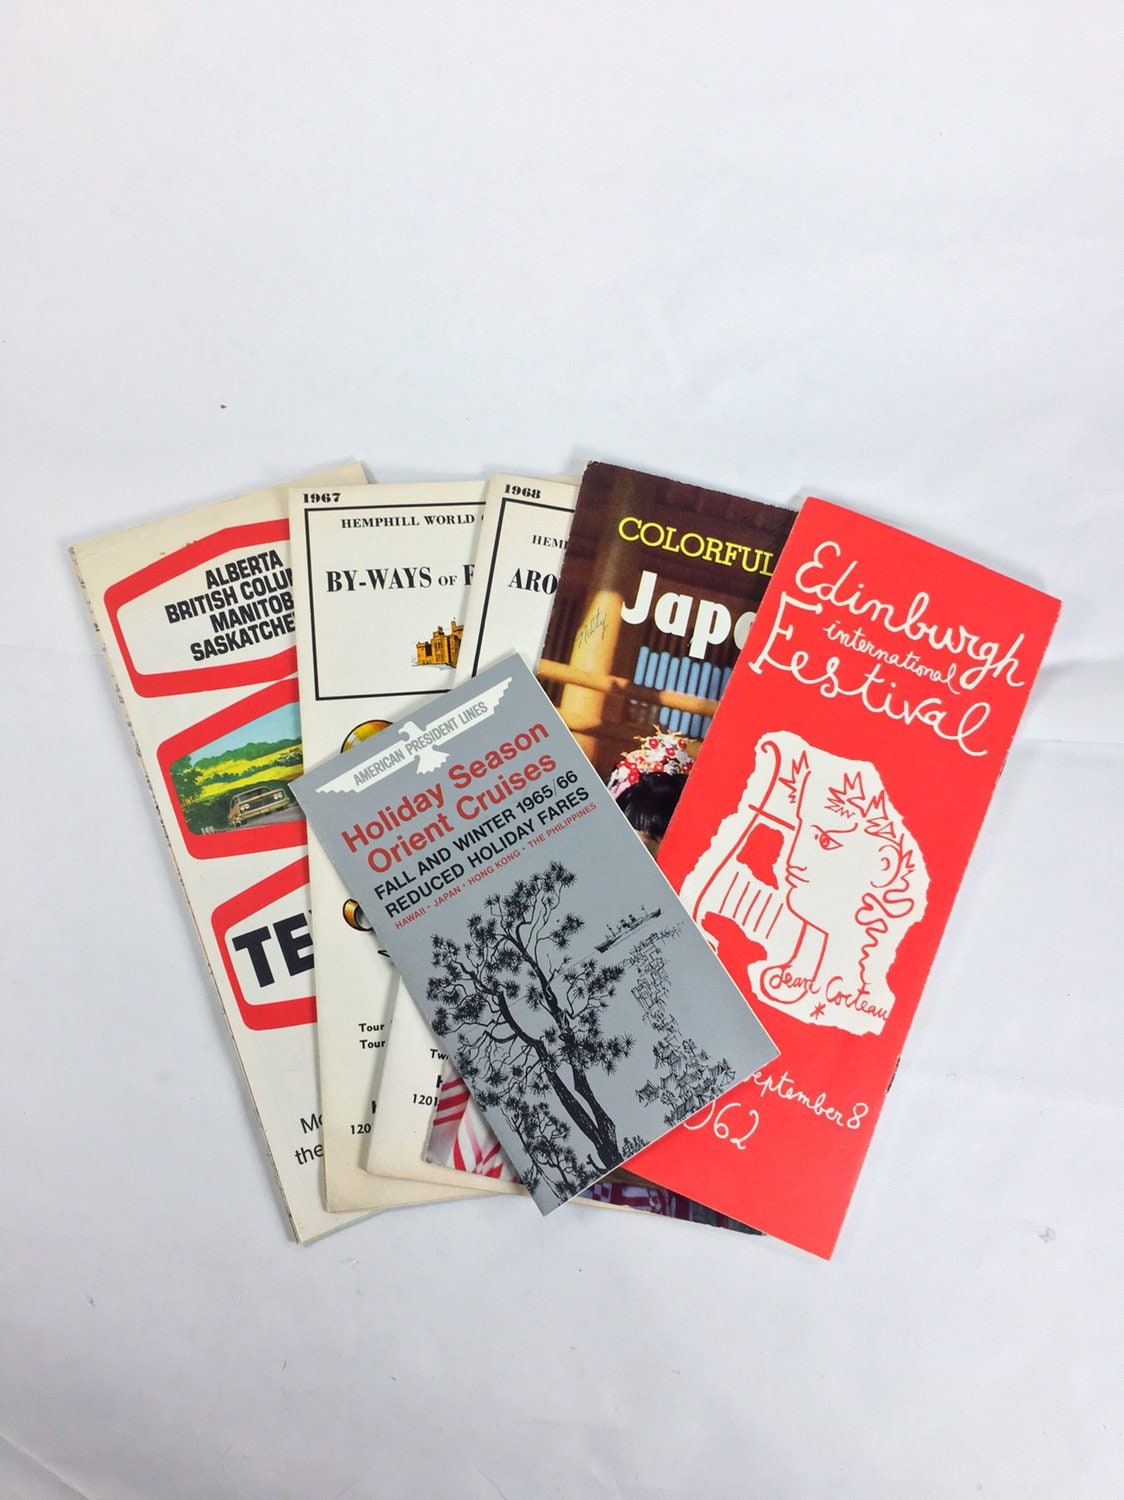 ALBERTA
BRITISH COLU
MANITOB
SASKATCHE
TE
Mo
the
1967
HEMPHILL WORLD
BY-WAYS OF
Tour
Tour
120
1968
HEMP
ARO
Tw
1201
COLORFUL
Japa
AMERICAN PRESIDENT LINES
Holiday Season
Orient Cruises
FALL AND WINTER 1965/66
REDUCED HOLIDAY FARES
HAWAII • JAPAN • HONG KONG • THE PHILIPPINES
Edinburgh
international
Festival
Jean Cocteau
*
eptember 8
962